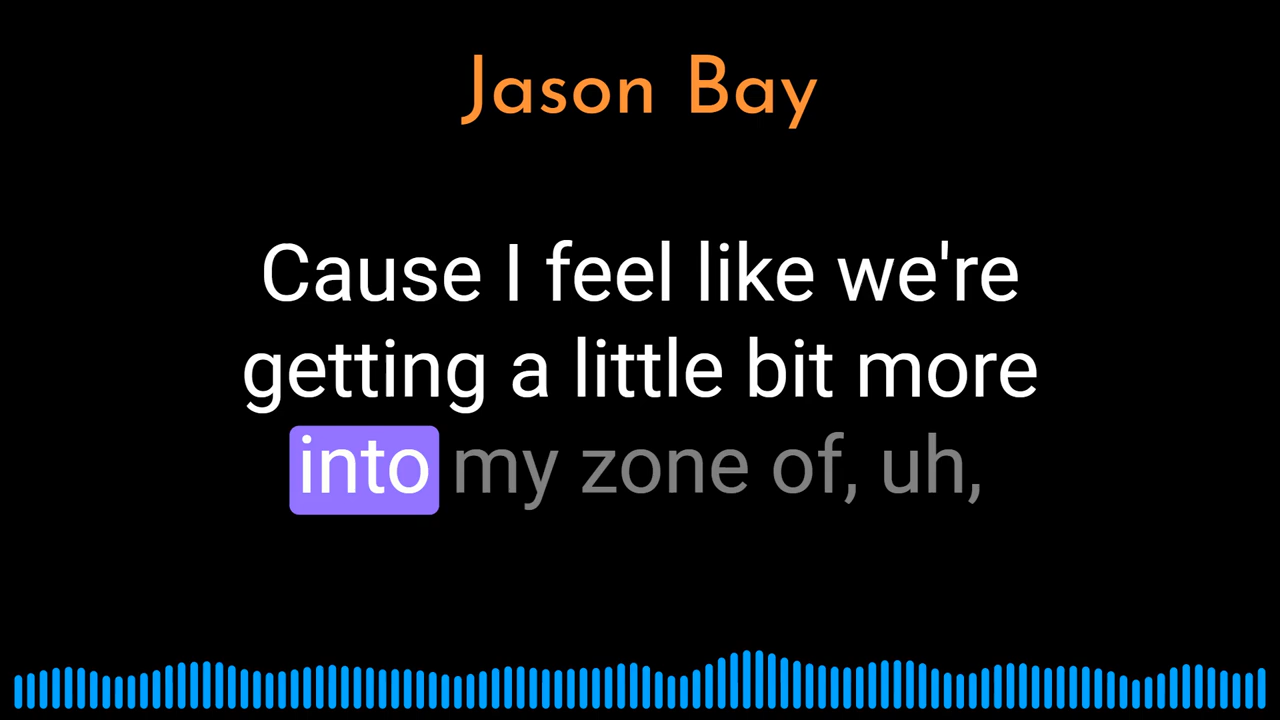 Jason Bay
Cause I feel like we're
getting a little bit more
into my zone of, uh,